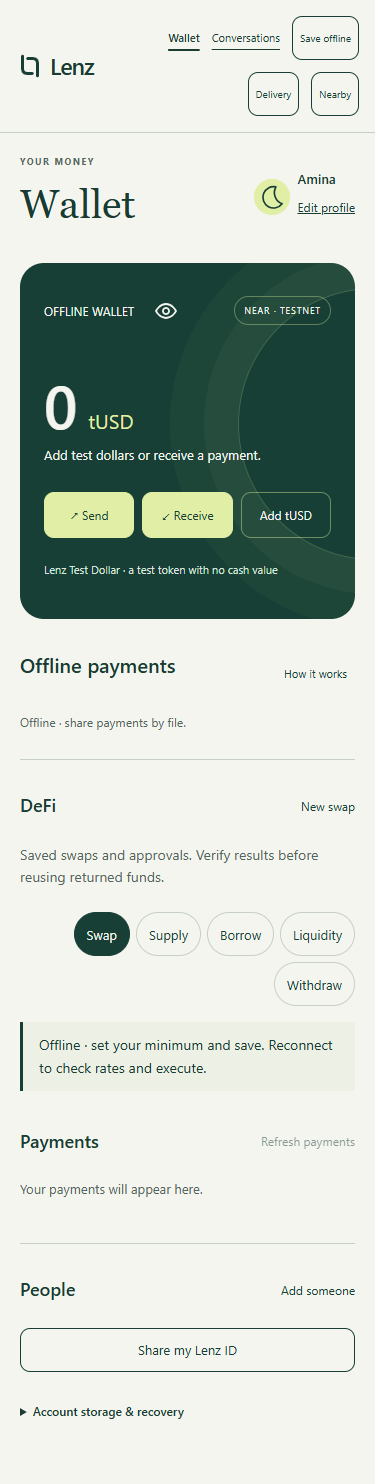 Lenz
Wallet Conversations Save offline
Delivery Nearby
YOUR MONEY
Wallet
Amina
Edit profile
OFFLINE WALLET NEAR · TESTNET
0 tUSD
Add test dollars or receive a payment.
↗ Send ↙ Receive Add tUSD
Lenz Test Dollar · a test token with no cash value
Offline payments How it works
Offline · share payments by file.
DeFi New swap
Saved swaps and approvals. Verify results before
reusing returned funds.
Swap Supply Borrow Liquidity
Withdraw
Offline · set your minimum and save. Reconnect
to check rates and execute.
Payments Refresh payments
Your payments will appear here.
People Add someone
Share my Lenz ID
▶ Account storage & recovery